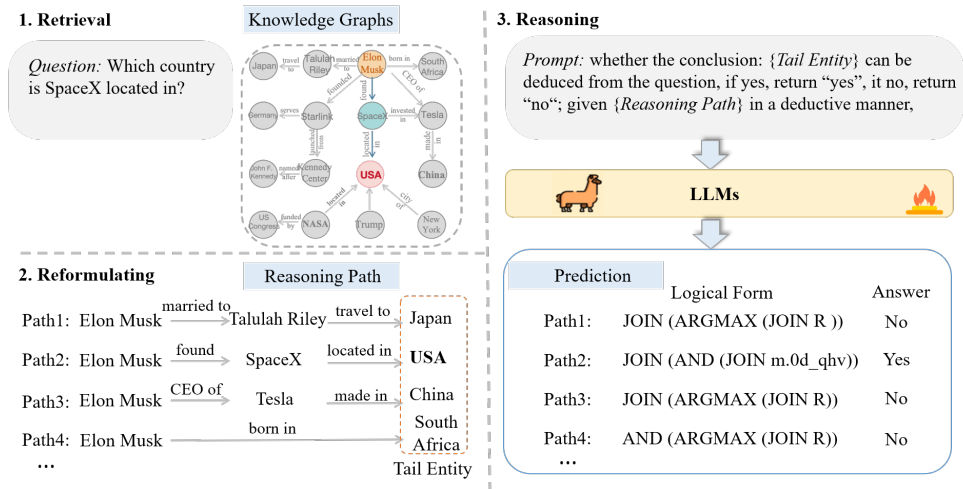 1. Retrieval
Knowledge Graphs
Question: Which country
is SpaceX located in?
Japan
travel
to
Talulah
Riley
married
to
Elon
Musk
born in
South
Africa
founded
found
CEO of
Germany
serves
Starlink
SpaceX
invested
in
Tesla
launched
from
located
in
made
in
John F.
Kennedy
named
after
Kennedy
Center
USA
China
located
in
city
of
US
Congress
funded
by
NASA
Trump
New
York
2. Reformulating
Reasoning Path
Path1: Elon Musk married to Talulah Riley travel to Japan
Path2: Elon Musk found SpaceX located in USA
Path3: Elon Musk CEO of Tesla made in China
Path4: Elon Musk born in South
Africa
...
Tail Entity
3. Reasoning
Prompt: whether the conclusion: {Tail Entity} can be
deduced from the question, if yes, return “yes”, it no, return
“no“; given {Reasoning Path} in a deductive manner,
LLMs
Prediction
Logical Form Answer
Path1: JOIN (ARGMAX (JOIN R )) No
Path2: JOIN (AND (JOIN m.0d_qhv)) Yes
Path3: JOIN (ARGMAX (JOIN R)) No
Path4: AND (ARGMAX (JOIN R)) No
...